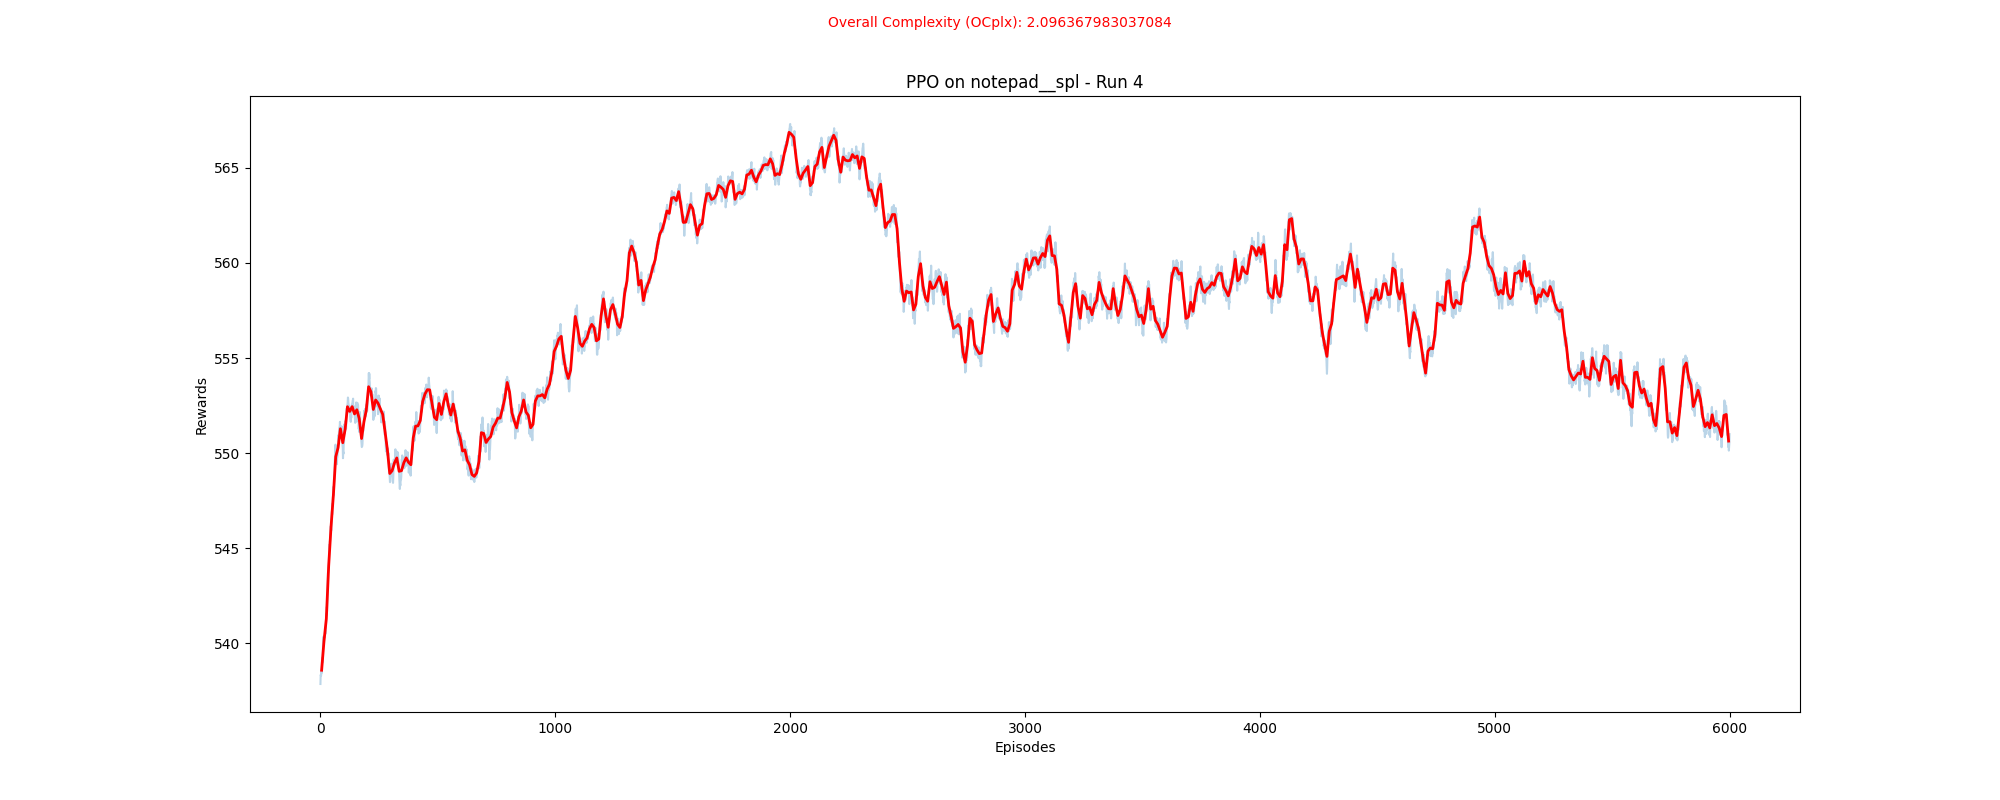 Overall Complexity (OCplx): 2.096367983037084
PPO on notepad__spl - Run 4
Rewards
565
560
555
550
545
540
0 1000 2000 3000 4000 5000 6000
Episodes